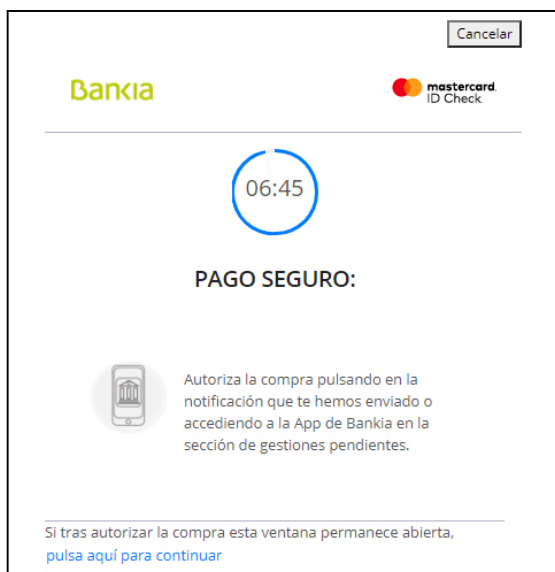 Cancelar
Bankia
mastercard.
ID Check.
06:45
PAGO SEGURO:
Autoriza la compra pulsando en la
notificación que te hemos enviado o
accediendo a la App de Bankia en la
sección de gestiones pendientes.
Si tras autorizar la compra esta ventana permanece abierta,
pulsa aquí para continuar